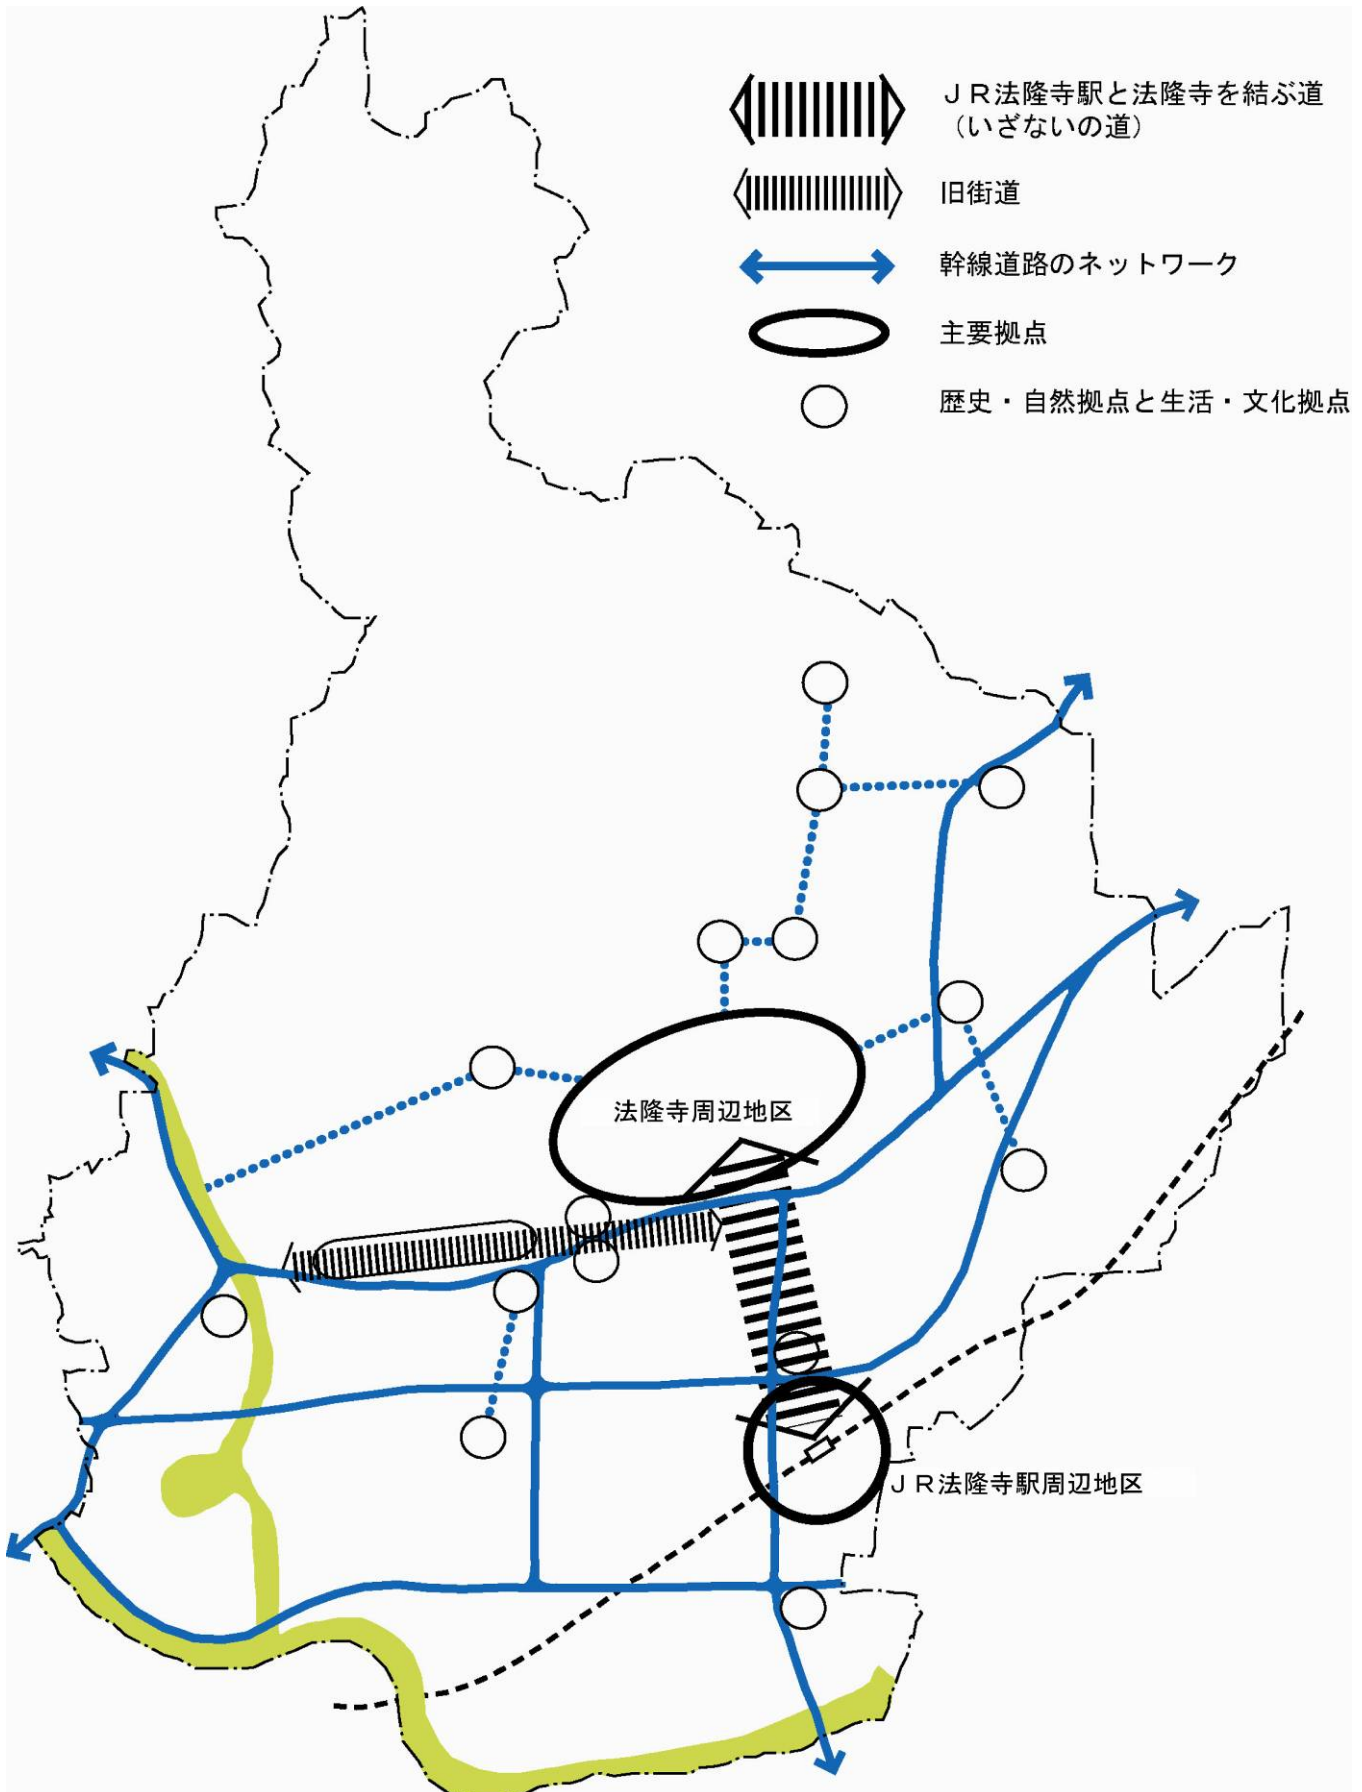 ＪＲ法隆寺駅と法隆寺を結ぶ道
（いざないの道）
旧街道
幹線道路のネットワーク
主要拠点
歴史・自然拠点と生活・文化拠点
法隆寺周辺地区
ＪＲ法隆寺駅周辺地区